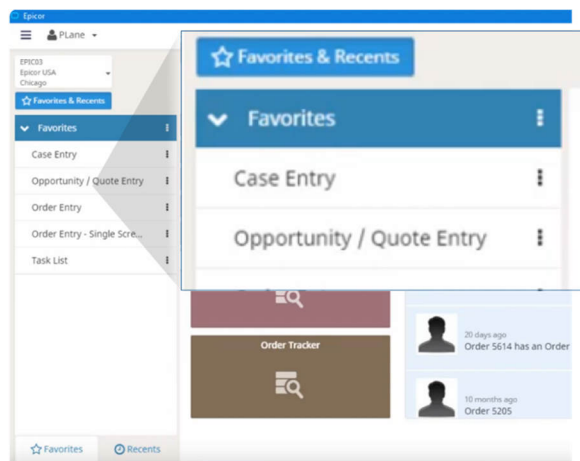 Epicor
PLane
EPIC03
Epicor USA
Chicago
Favorites & Recents
Favorites
Case Entry
Opportunity / Quote Entry
Order Entry
Order Entry - Single Scre...
Task List
Favorites
Recents
Favorites & Recents
Favorites
Case Entry
Opportunity / Quote Entry
Order Tracker
20 days ago
Order 5614 has an Order
10 months ago
Order 5205